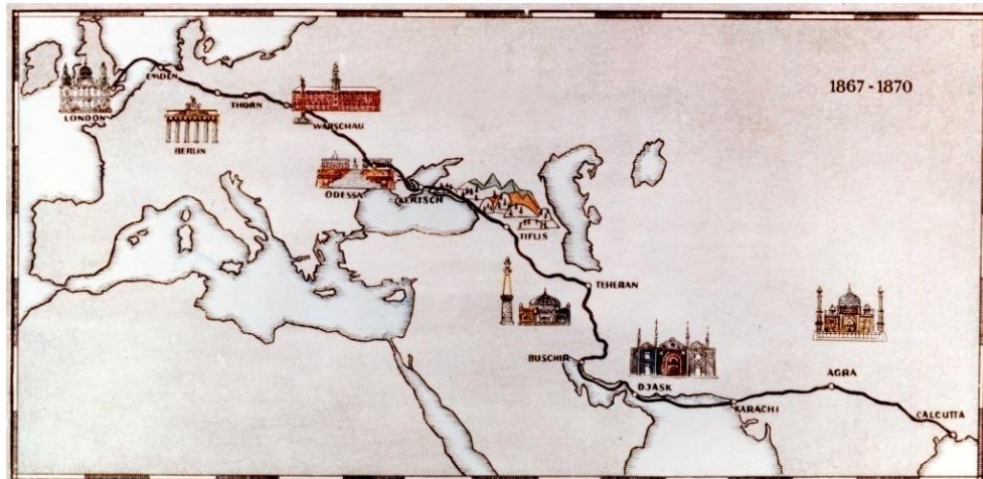 1867 - 1870
EMDEN
LONDON
THORN
BERLIN
WARSCHAU
ODESSA
KERTSCH
TIFLIS
TEHERAN
BUSCHIR
DJASK
AGRA
KARACHI
CALCUTTA